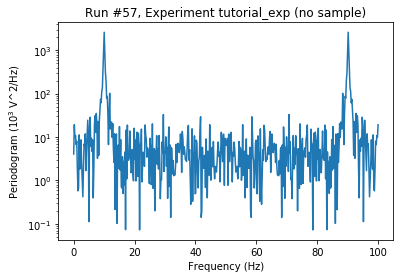 Run #57, Experiment tutorial_exp (no sample)
Periodogram (10³ V^2/Hz)
10³
10²
10¹
10⁰
10⁻¹
0 20 40 60 80 100
Frequency (Hz)